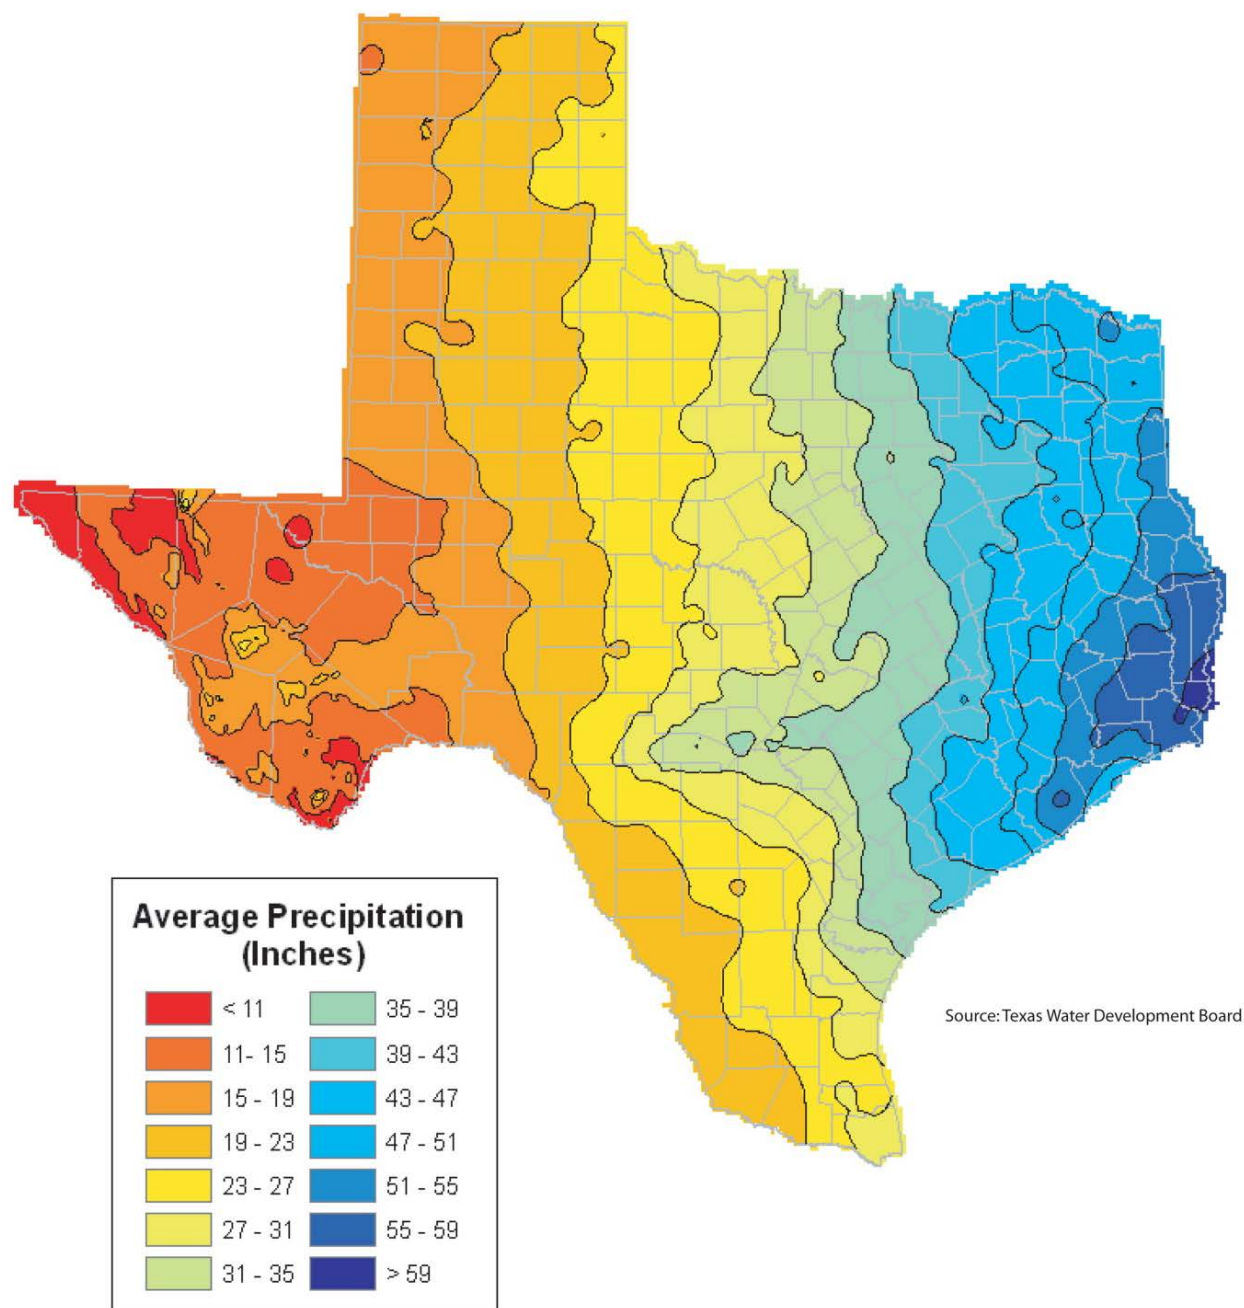 Average Precipitation
(Inches)
< 11
11- 15
15 - 19
19 - 23
23 - 27
27 - 31
31 - 35
35 - 39
39 - 43
43 - 47
47 - 51
51 - 55
55 - 59
> 59
Source: Texas Water Development Board